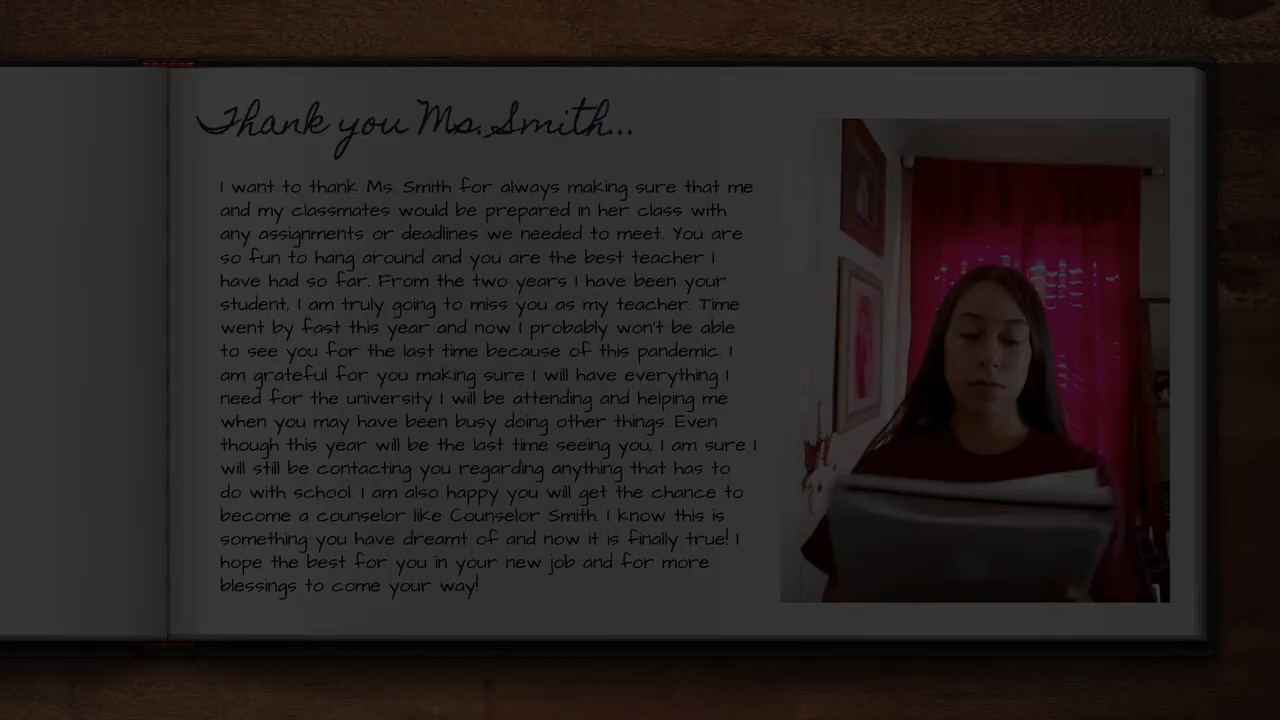 Thank you Ms. Smith...
I want to thank Ms. Smith for always making sure that me
and my classmates would be prepared in her class with
any assignments or deadlines we needed to meet. You are
so fun to hang around and you are the best teacher I
have had so far. From the two years I have been your
student, I am truly going to miss you as my teacher. Time
went by fast this year and now I probably won't be able
to see you for the last time because of this pandemic. I
am grateful for you making sure I will have everything I
need for the university I will be attending and helping me
when you may have been busy doing other things. Even
though this year will be the last time seeing you, I am sure I
will still be contacting you regarding anything that has to
do with school. I am also happy you will get the chance to
become a counselor like Counselor Smith. I know this is
something you have dreamt of and now it is finally true! I
hope the best for you in your new job and for more
blessings to come your way!